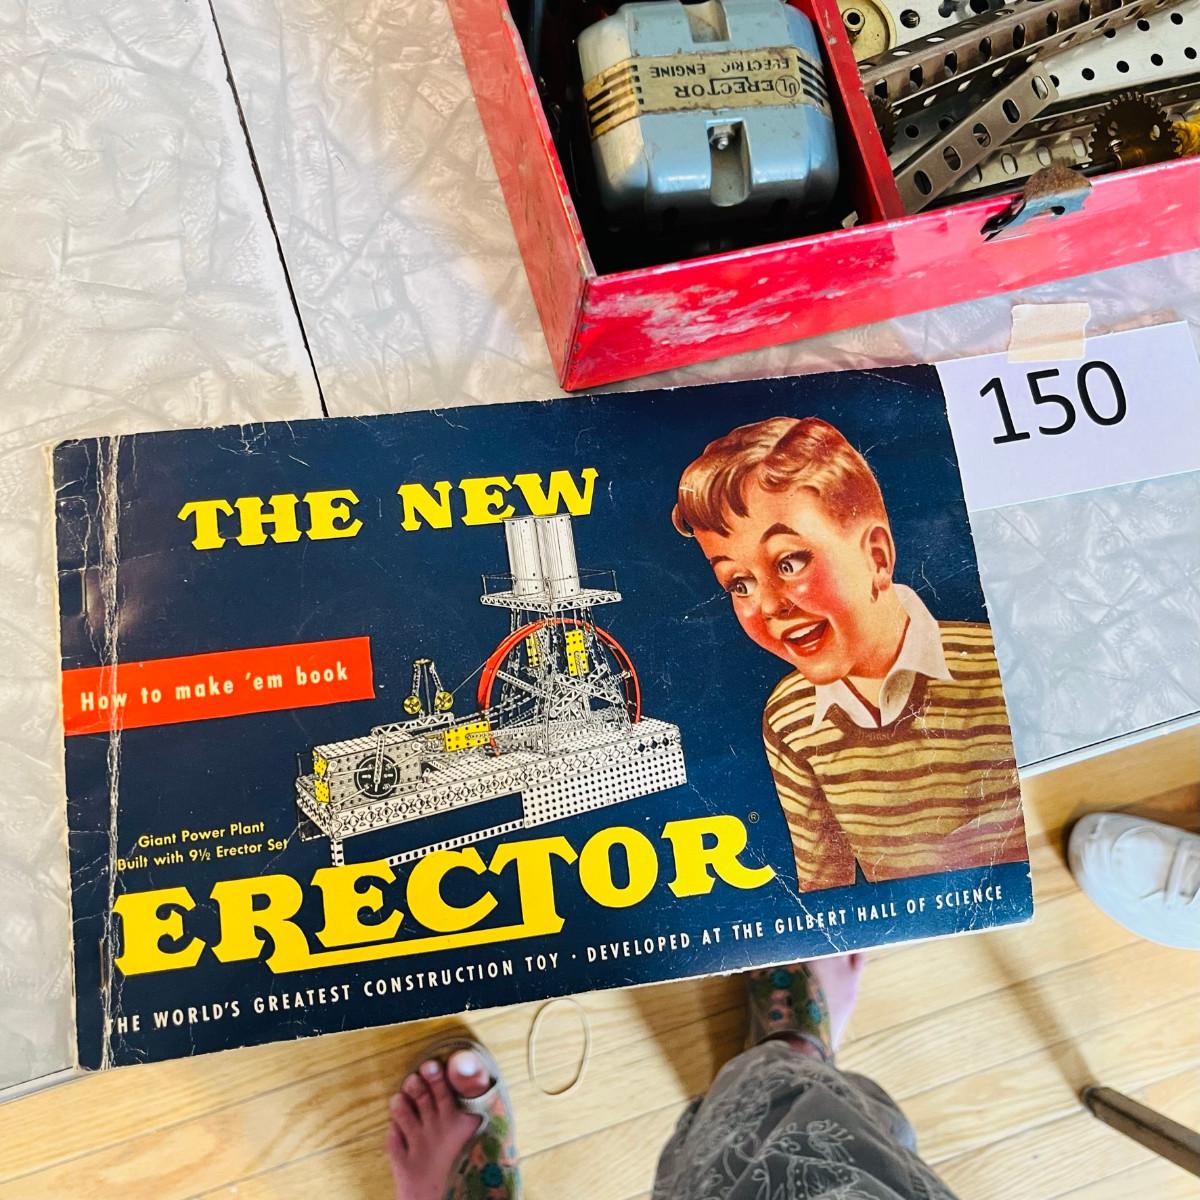 ERECTOR
ELECTRIC ENGINE
UL
150
THE NEW
How to make 'em book
Giant Power Plant
Built with 9½ Erector Set
ERECTOR®
THE WORLD'S GREATEST CONSTRUCTION TOY · DEVELOPED AT THE GILBERT HALL OF SCIENCE